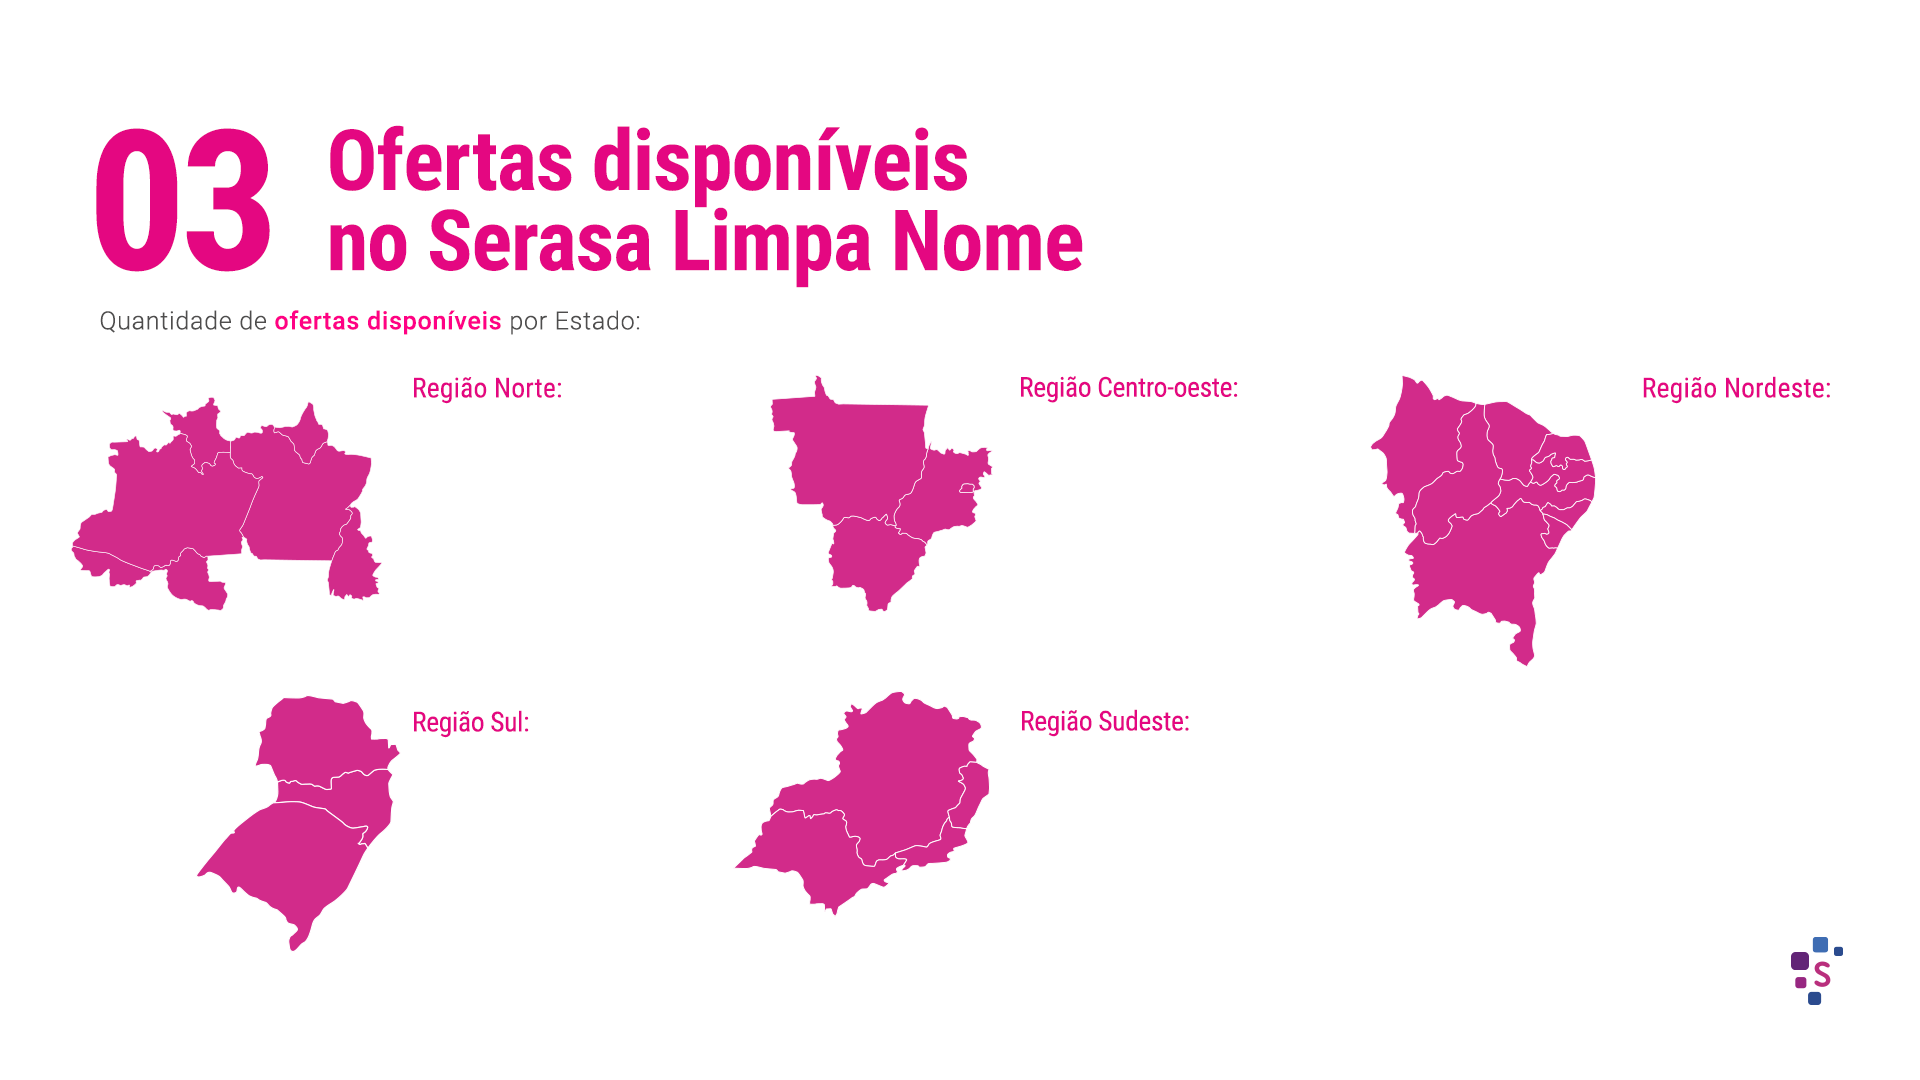 03
Ofertas disponíveis
no Serasa Limpa Nome
Quantidade de ofertas disponíveis por Estado:
Região Norte:
Região Centro-oeste:
Região Nordeste:
Região Sul:
Região Sudeste:
S